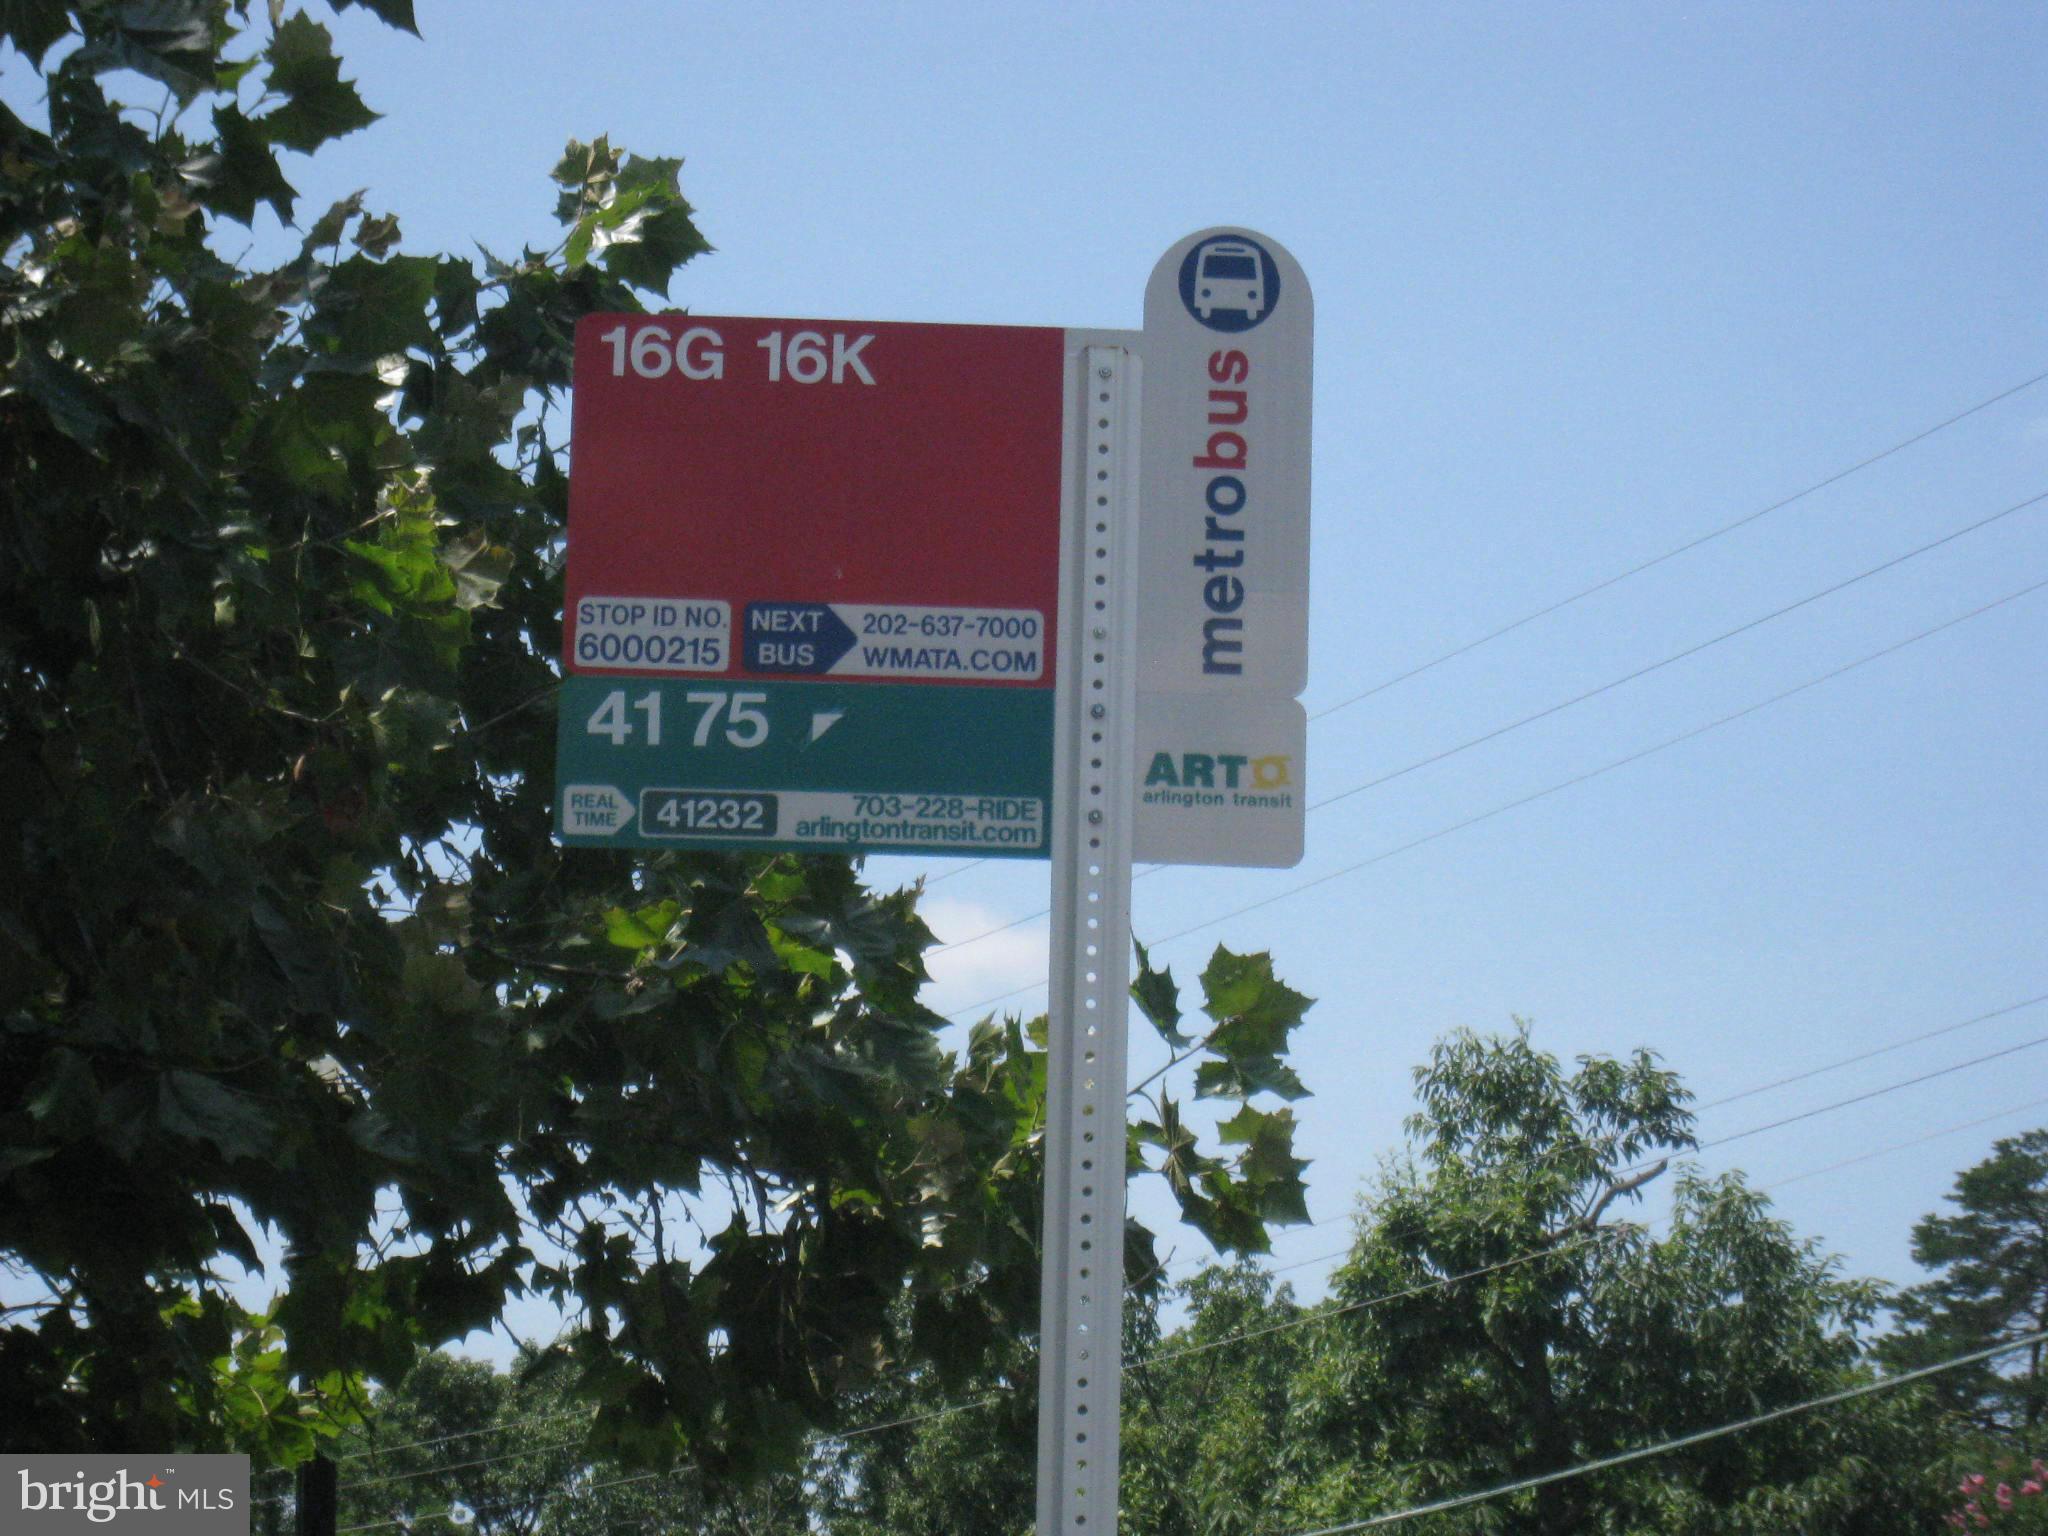 16G 16K
STOP ID NO.
6000215
NEXT
BUS
202-637-7000
WMATA.COM
metrobus
41 75
REAL
TIME
41232
703-228-RIDE
arlingtontransit.com
ART
arlington transit
bright™ MLS